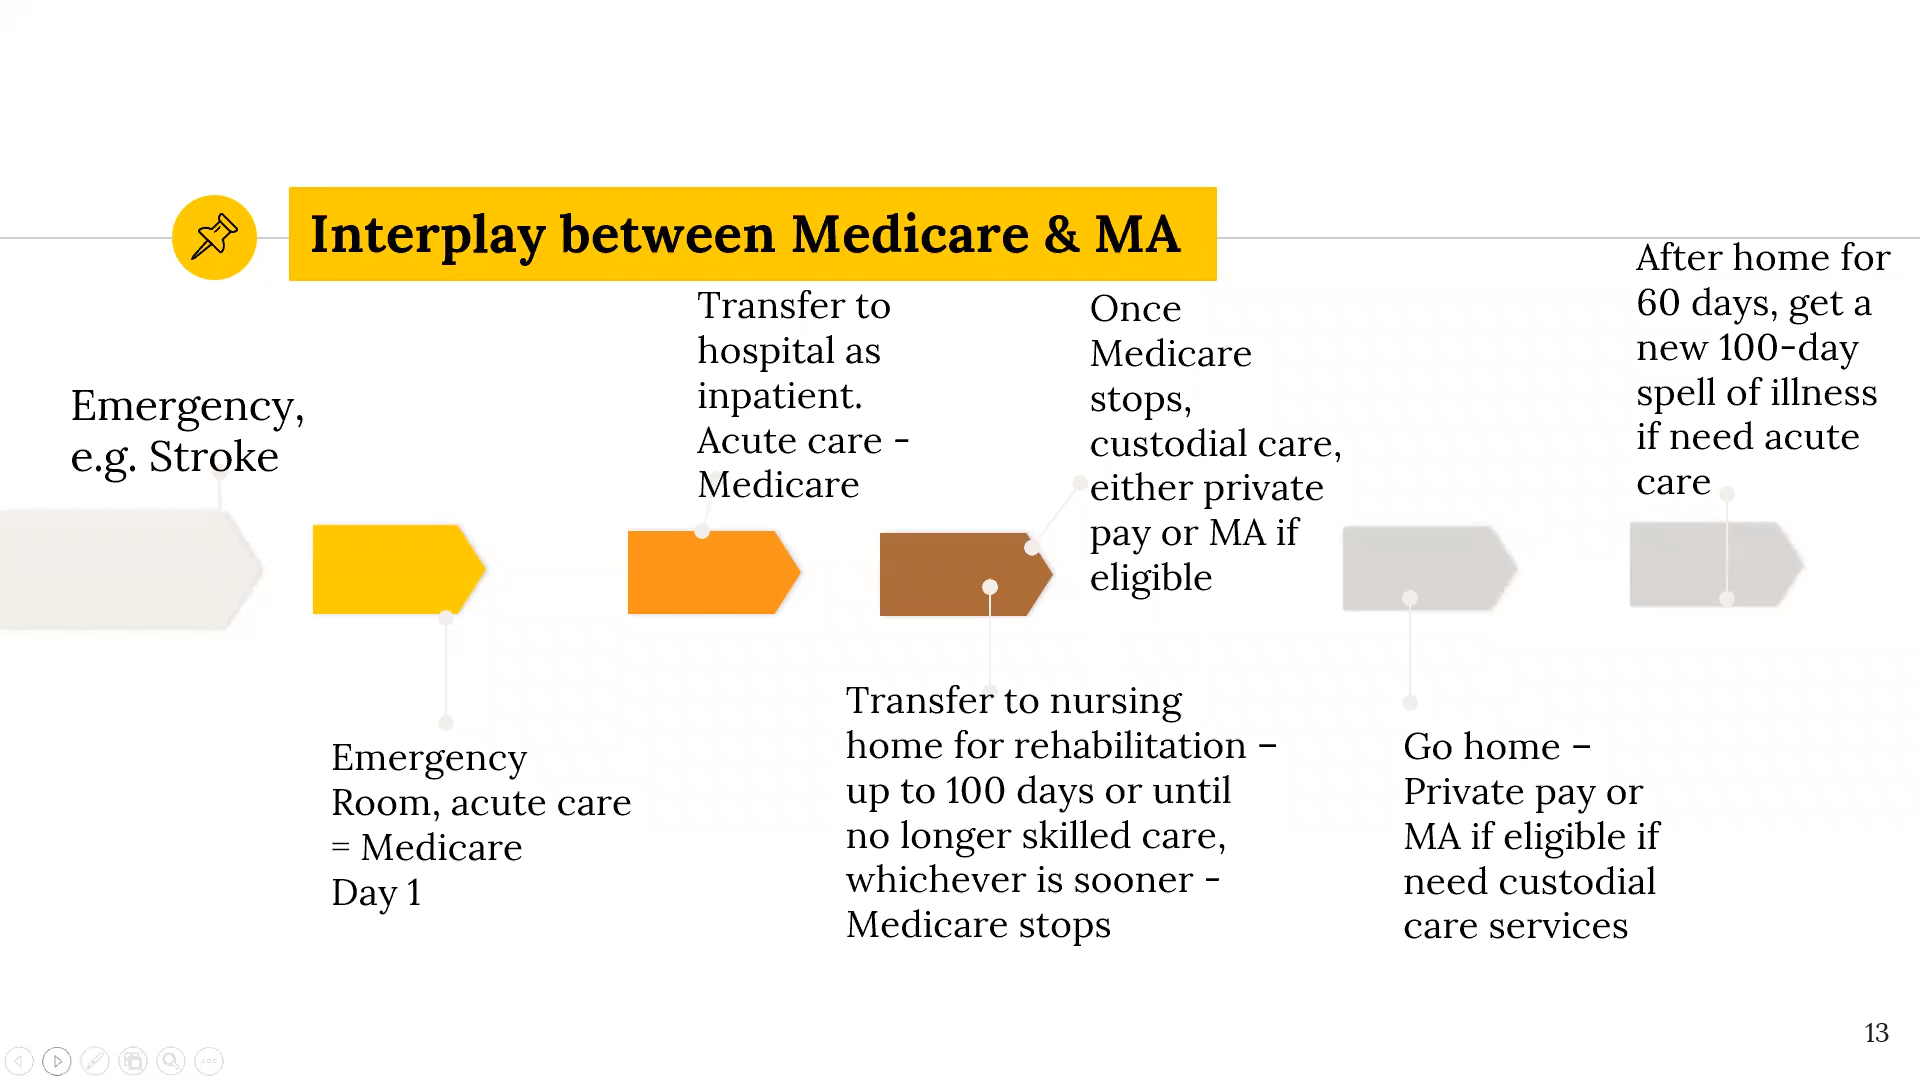 Interplay between Medicare & MA
Emergency,
e.g. Stroke
Emergency
Room, acute care
= Medicare
Day 1
Transfer to
hospital as
inpatient.
Acute care -
Medicare
Transfer to nursing
home for rehabilitation –
up to 100 days or until
no longer skilled care,
whichever is sooner -
Medicare stops
Once
Medicare
stops,
custodial care,
either private
pay or MA if
eligible
Go home –
Private pay or
MA if eligible if
need custodial
care services
After home for
60 days, get a
new 100-day
spell of illness
if need acute
care
13